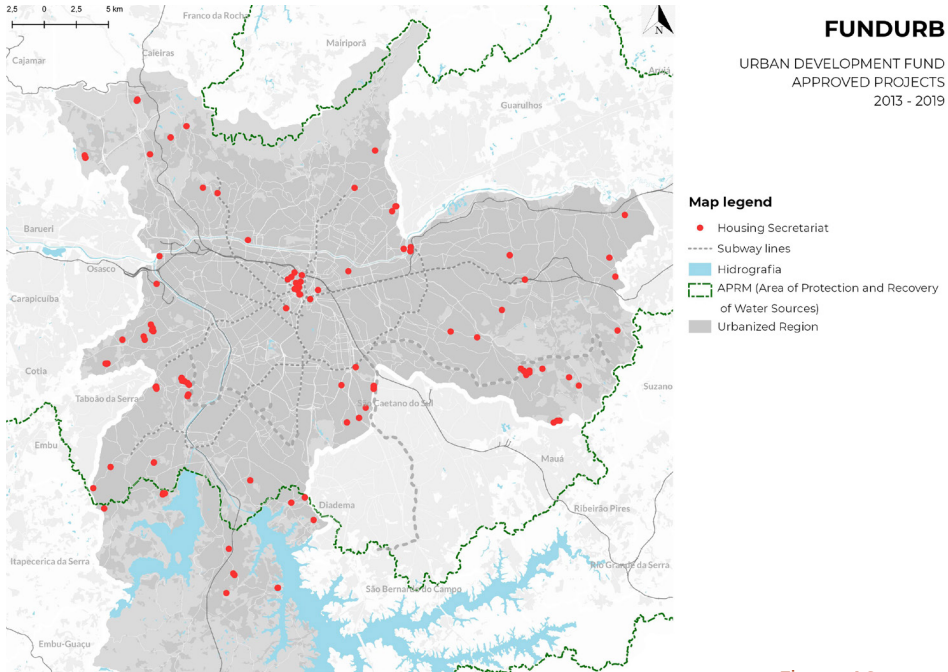 2,5 0 2,5 5 km
Franco da Rocha
N
Cajamar
Caieiras
Mairiporã
Arujá
Guarulhos
Barueri
Osasco
Carapicuíba
Cotia
Taboão da Serra
São Caetano do Sul
Suzano
Embu
Mauá
Diadema
Ribeirão Pires
Itapecerica da Serra
Rio Grande da Serra
São Bernardo do Campo
Embu-Guaçu
FUNDURB
URBAN DEVELOPMENT FUND
APPROVED PROJECTS
2013 - 2019
Map legend
Housing Secretariat
Subway lines
Hidrografia
APRM (Area of Protection and Recovery
of Water Sources)
Urbanized Region